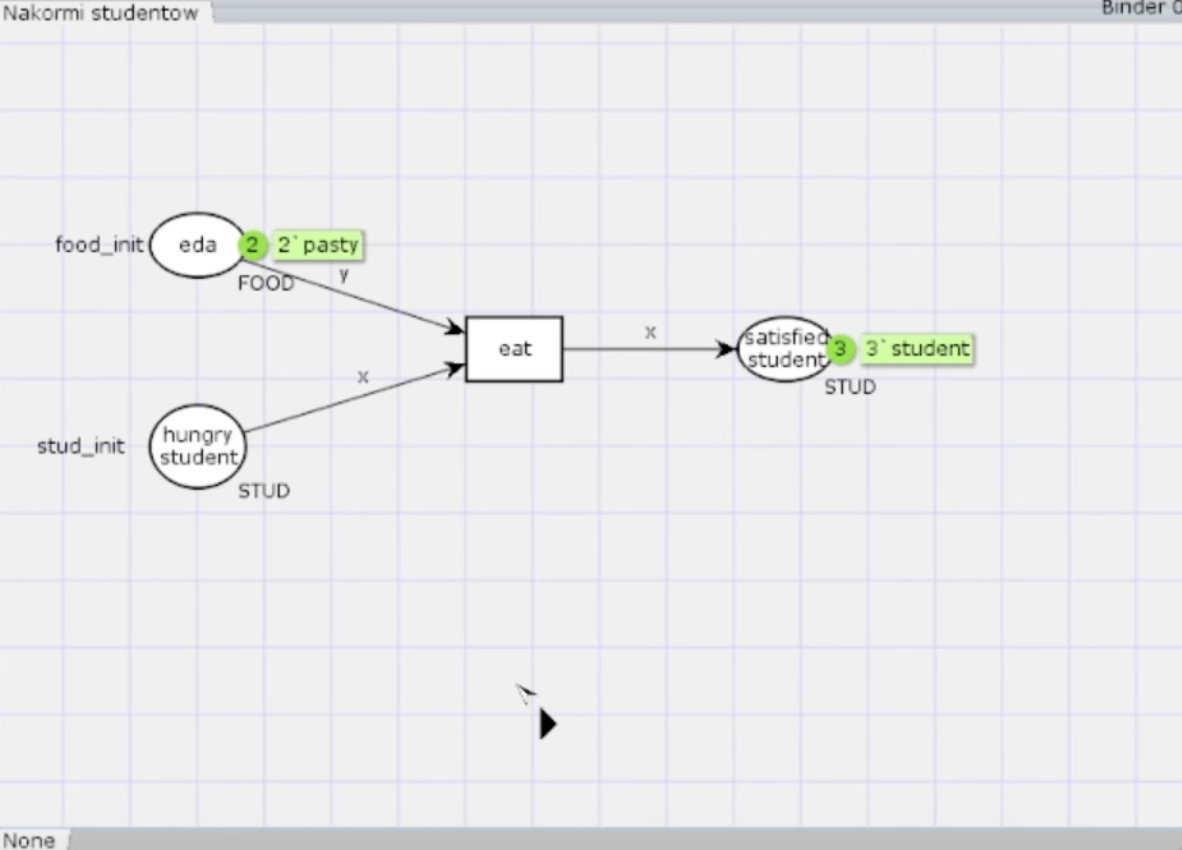 Nakormi studentow
Binder 0
food_init
eda
2
2`pasty
FOOD
y
eat
x
satisfied
student
3
3`student
STUD
x
stud_init
hungry
student
STUD
None